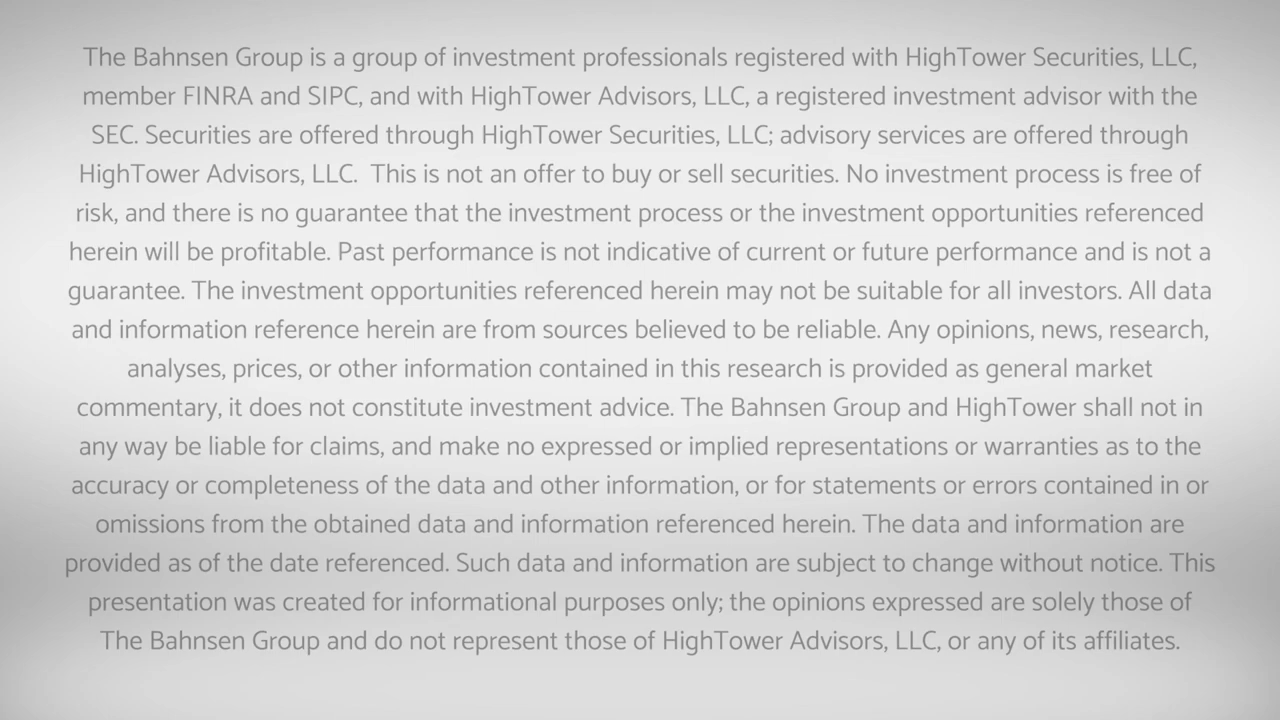 The Bahnsen Group is a group of investment professionals registered with HighTower Securities, LLC,
member FINRA and SIPC, and with HighTower Advisors, LLC, a registered investment advisor with the
SEC. Securities are offered through HighTower Securities, LLC; advisory services are offered through
HighTower Advisors, LLC.  This is not an offer to buy or sell securities. No investment process is free of
risk, and there is no guarantee that the investment process or the investment opportunities referenced
herein will be profitable. Past performance is not indicative of current or future performance and is not a
guarantee. The investment opportunities referenced herein may not be suitable for all investors. All data
and information reference herein are from sources believed to be reliable. Any opinions, news, research,
analyses, prices, or other information contained in this research is provided as general market
commentary, it does not constitute investment advice. The Bahnsen Group and HighTower shall not in
any way be liable for claims, and make no expressed or implied representations or warranties as to the
accuracy or completeness of the data and other information, or for statements or errors contained in or
omissions from the obtained data and information referenced herein. The data and information are
provided as of the date referenced. Such data and information are subject to change without notice. This
presentation was created for informational purposes only; the opinions expressed are solely those of
The Bahnsen Group and do not represent those of HighTower Advisors, LLC, or any of its affiliates.